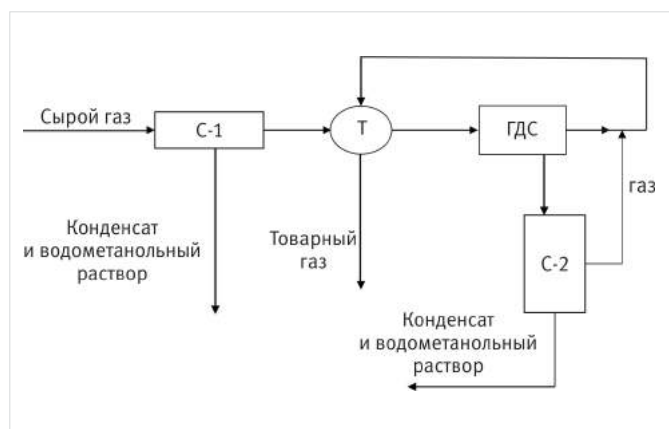 Сырой газ
С-1
Т
ГДС
газ
Конденсат
и водометанольный
раствор
Товарный
газ
С-2
Конденсат
и водометанольный
раствор